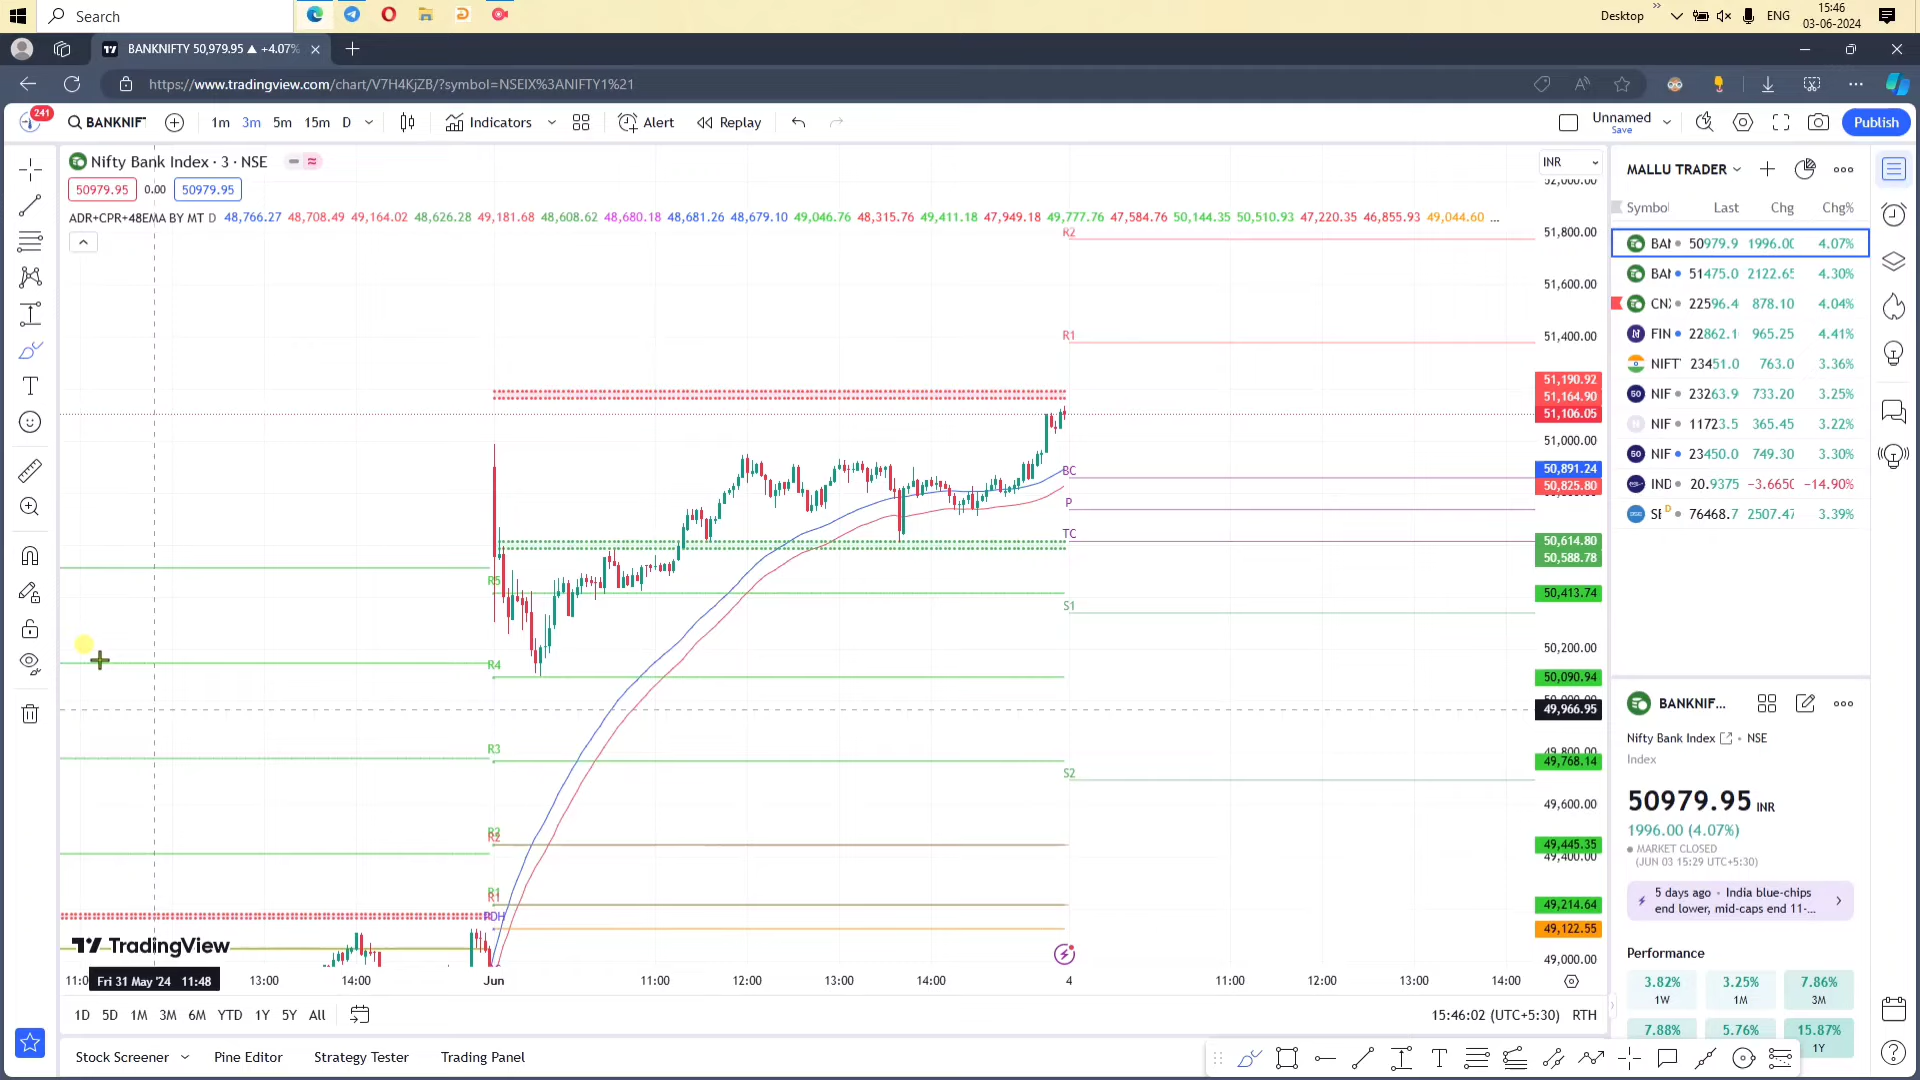 Search
Desktop
ENG
15:46
03-06-2024
BANKNIFTY 50,979.95 ▲ +4.07%
https://www.tradingview.com/chart/V7H4KjZB/?symbol=NSEIX%3ANIFTY1%21
241
BANKNIF
1m 3m 5m 15m D
Indicators
Alert
Replay
Unnamed
Save
Publish
Nifty Bank Index · 3 · NSE
50979.95 0.00 50979.95
ADR+CPR+48EMA BY MT D 48,766.27 48,708.49 49,164.02 48,626.28 49,181.68 48,608.62 48,680.18 48,681.26 48,679.10 49,046.76 48,315.76 49,411.18 47,949.18 49,777.76 47,584.76 50,144.35 50,510.93 47,220.35 46,855.93 49,044.60 ...
INR
52,000.00
R2
51,800.00
51,600.00
R1
51,400.00
51,190.92
51,164.90
51,106.05
51,000.00
BC
50,891.24
50,825.80
P
TC
50,614.80
50,588.78
R5
50,413.74
S1
50,200.00
R4
50,090.94
50,000.00
49,966.95
R3
49,800.00
49,768.14
S2
49,600.00
R2
49,445.35
49,400.00
R1
R1
49,214.64
PDH
49,122.55
49,000.00
TradingView
11:0
Fri 31 May '24 11:48
13:00
14:00
Jun
11:00
12:00
13:00
14:00
4
11:00
12:00
13:00
14:00
1D 5D 1M 3M 6M YTD 1Y 5Y All
15:46:02 (UTC+5:30) RTH
Stock Screener
Pine Editor
Strategy Tester
Trading Panel
MALLU TRADER
Symbol Last Chg Chg%
BAN 50979.9 1996.00 4.07%
BAN 51475.0 2122.65 4.30%
CNX 22596.4 878.10 4.04%
FIN 22862.1 965.25 4.41%
NIFT 23451.0 763.0 3.36%
NIF 23263.9 733.20 3.25%
NIF 11723.5 365.45 3.22%
NIF 23450.0 749.30 3.30%
IND 20.9375 −3.6650 −14.90%
SE D 76468.7 2507.47 3.39%
BANKNIF...
Nifty Bank Index • NSE
Index
50979.95 INR
1996.00 (4.07%)
MARKET CLOSED
(JUN 03 15:29 UTC+5:30)
5 days ago • India blue-chips
end lower, mid-caps end 11-...
Performance
3.82%
1W
3.25%
1M
7.86%
3M
7.88%
5.76%
15.87%
1Y